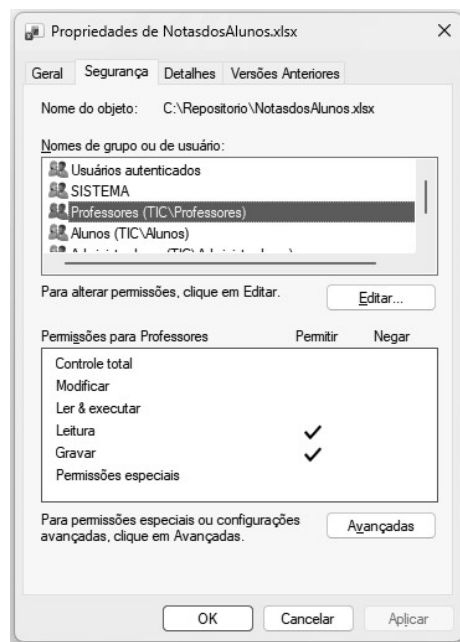 Propriedades de NotasdosAlunos.xlsx
Geral Segurança Detalhes Versões Anteriores
Nome do objeto: C:\Repositorio\NotasdosAlunos.xlsx
Nomes de grupo ou de usuário:
Usuários autenticados
SISTEMA
Professores (TIC\Professores)
Alunos (TIC\Alunos)
Para alterar permissões, clique em Editar.
Editar...
Permissões para Professores Permitir Negar
Controle total
Modificar
Ler & executar
Leitura
Gravar
Permissões especiais
Para permissões especiais ou configurações
avançadas, clique em Avançadas.
Avançadas
OK Cancelar Aplicar